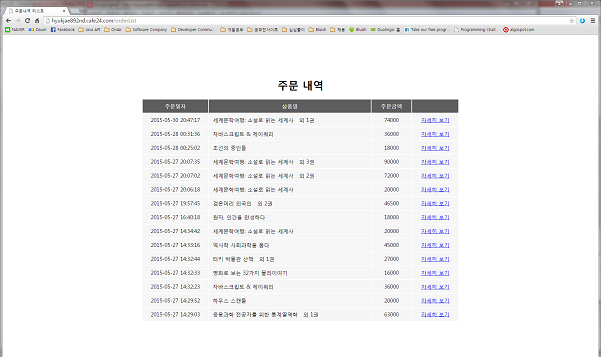 주문내역 리스트
hyukjae892nd.cafe24.com/orderList
NAVER Daum Facebook Java API Onair Software Company Developer Commu... 개발공부 공모전사이트 심심풀이 Bluish 채용 Bluish Duolingo: 홈 Take our free progr... Programming Chall... algospot.com
주문 내역
주문일자 상품명 주문금액
2015-05-30 20:47:17 세계문학여행: 소설로 읽는 세계사 외 1권 74000 자세히 보기
2015-05-28 00:31:36 자바스크립트 & 제이쿼리 36000 자세히 보기
2015-05-28 00:25:02 조선의 중인들 18000 자세히 보기
2015-05-27 20:07:35 세계문학여행: 소설로 읽는 세계사 외 3권 90000 자세히 보기
2015-05-27 20:07:02 세계문학여행: 소설로 읽는 세계사 외 2권 72000 자세히 보기
2015-05-27 20:06:18 세계문학여행: 소설로 읽는 세계사 20000 자세히 보기
2015-05-27 19:57:45 검은머리 외국인 외 2권 46500 자세히 보기
2015-05-27 16:40:18 원자, 인간을 완성하다 18000 자세히 보기
2015-05-27 14:34:42 세계문학여행: 소설로 읽는 세계사 20000 자세히 보기
2015-05-27 14:33:16 역사학 사회과학을 품다 45000 자세히 보기
2015-05-27 14:32:44 터키 박물관 산책 외 1권 27000 자세히 보기
2015-05-27 14:32:33 명화로 보는 32가지 물리이야기 16000 자세히 보기
2015-05-27 14:32:23 자바스크립트 & 제이쿼리 36000 자세히 보기
2015-05-27 14:29:52 하우스 스캔들 20000 자세히 보기
2015-05-27 14:29:03 응용과학 전공자를 위한 통계열역학 외 1권 63000 자세히 보기